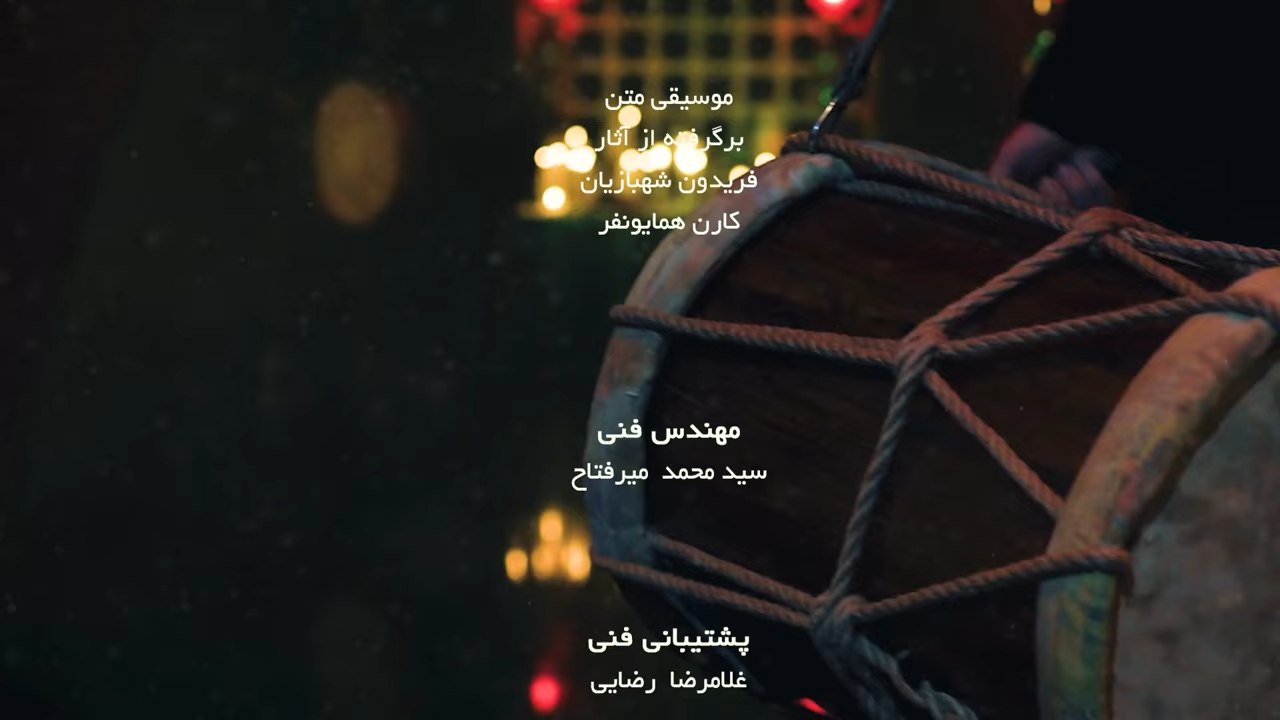 موسیقی متن
برگرفته از آثار
فریدون شهبازیان
کارن همایونفر
مهندس فنی
سید محمد میرفتاح
پشتیبانی فنی
غلامرضا رضایی